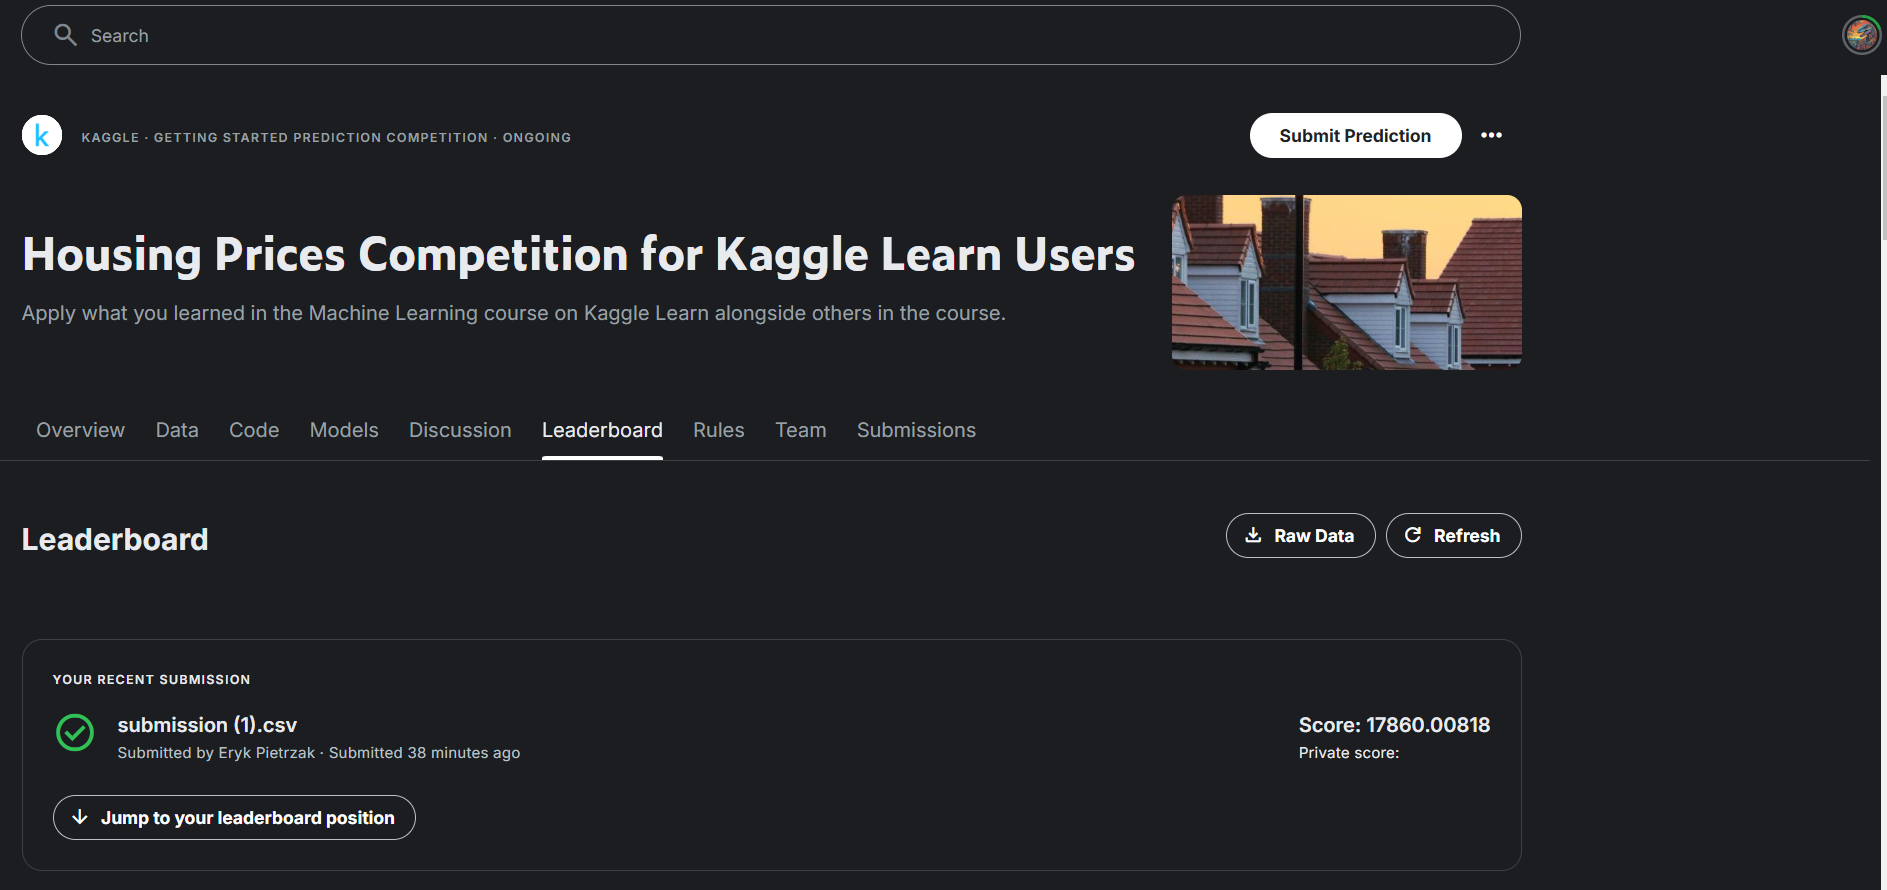 Search
k
KAGGLE · GETTING STARTED PREDICTION COMPETITION · ONGOING
Submit Prediction
Housing Prices Competition for Kaggle Learn Users
Apply what you learned in the Machine Learning course on Kaggle Learn alongside others in the course.
Overview Data Code Models Discussion Leaderboard Rules Team Submissions
Leaderboard
Raw Data
Refresh
YOUR RECENT SUBMISSION
submission (1).csv
Submitted by Eryk Pietrzak · Submitted 38 minutes ago
Score: 17860.00818
Private score:
Jump to your leaderboard position